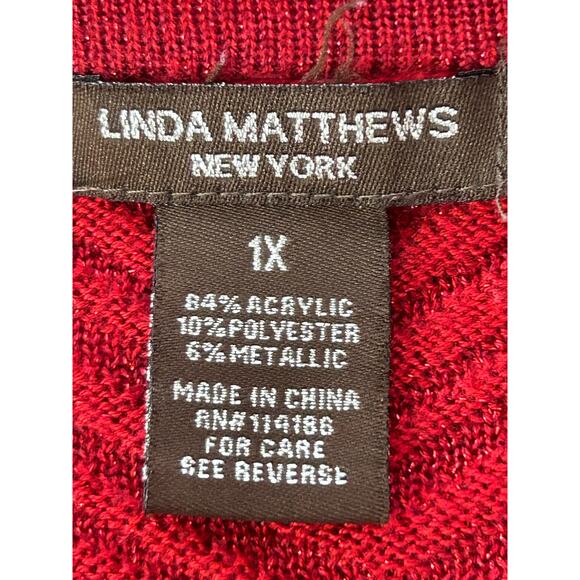 LINDA MATTHEWS
NEW YORK
1X
84% ACRYLIC
10% POLYESTER
6% METALLIC
MADE IN CHINA
RN# 114186
FOR CARE
SEE REVERSE